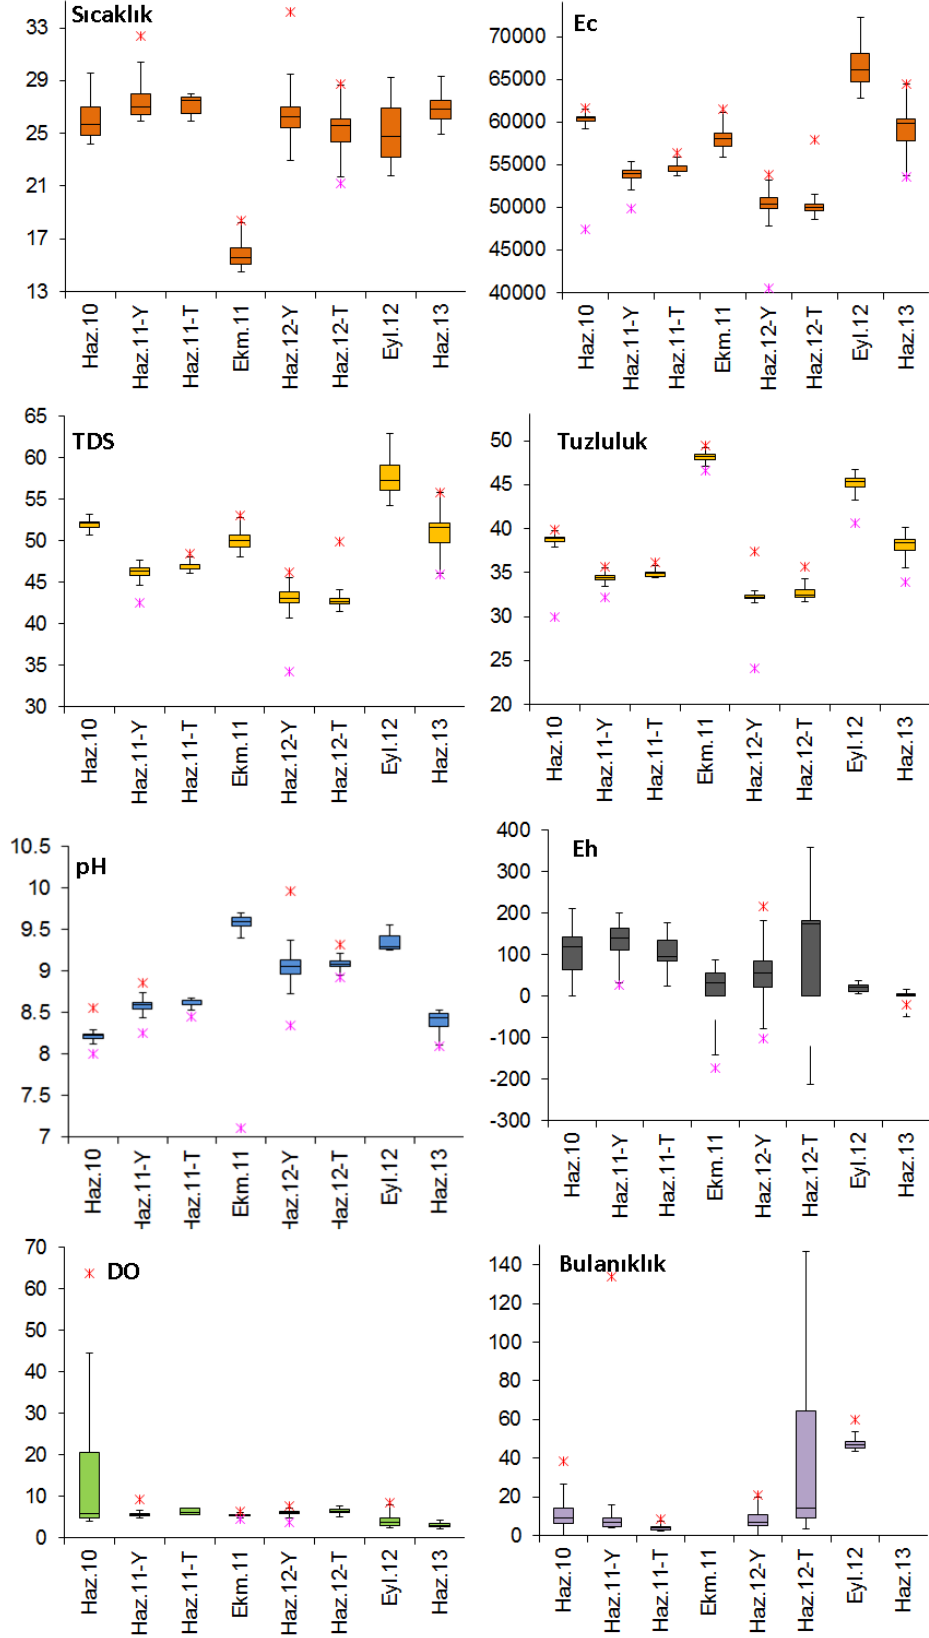 Sıcaklık
33
29
25
21
17
13
Haz.10
Haz.11-Y
Haz.11-T
Ekm.11
Haz.12-Y
Haz.12-T
Eyl.12
Haz.13
Ec
70000
65000
60000
55000
50000
45000
40000
Haz.10
Haz.11-Y
Haz.11-T
Ekm.11
Haz.12-Y
Haz.12-T
Eyl.12
Haz.13
TDS
65
60
55
50
45
40
35
30
Haz.10
Haz.11-Y
Haz.11-T
Ekm.11
Haz.12-Y
Haz.12-T
Eyl.12
Haz.13
Tuzluluk
50
45
40
35
30
25
20
Haz.10
Haz.11-Y
Haz.11-T
Ekm.11
Haz.12-Y
Haz.12-T
Eyl.12
Haz.13
pH
10.5
10
9.5
9
8.5
8
7.5
7
Haz.10
Haz.11-Y
Haz.11-T
Ekm.11
Haz.12-Y
Haz.12-T
Eyl.12
Haz.13
Eh
400
300
200
100
0
-100
-200
-300
Haz.10
Haz.11-Y
Haz.11-T
Ekm.11
Haz.12-Y
Haz.12-T
Eyl.12
Haz.13
DO
70
60
50
40
30
20
10
0
Haz.10
Haz.11-Y
Haz.11-T
Ekm.11
Haz.12-Y
Haz.12-T
Eyl.12
Haz.13
Bulanıklık
140
120
100
80
60
40
20
0
Haz.10
Haz.11-Y
Haz.11-T
Ekm.11
Haz.12-Y
Haz.12-T
Eyl.12
Haz.13